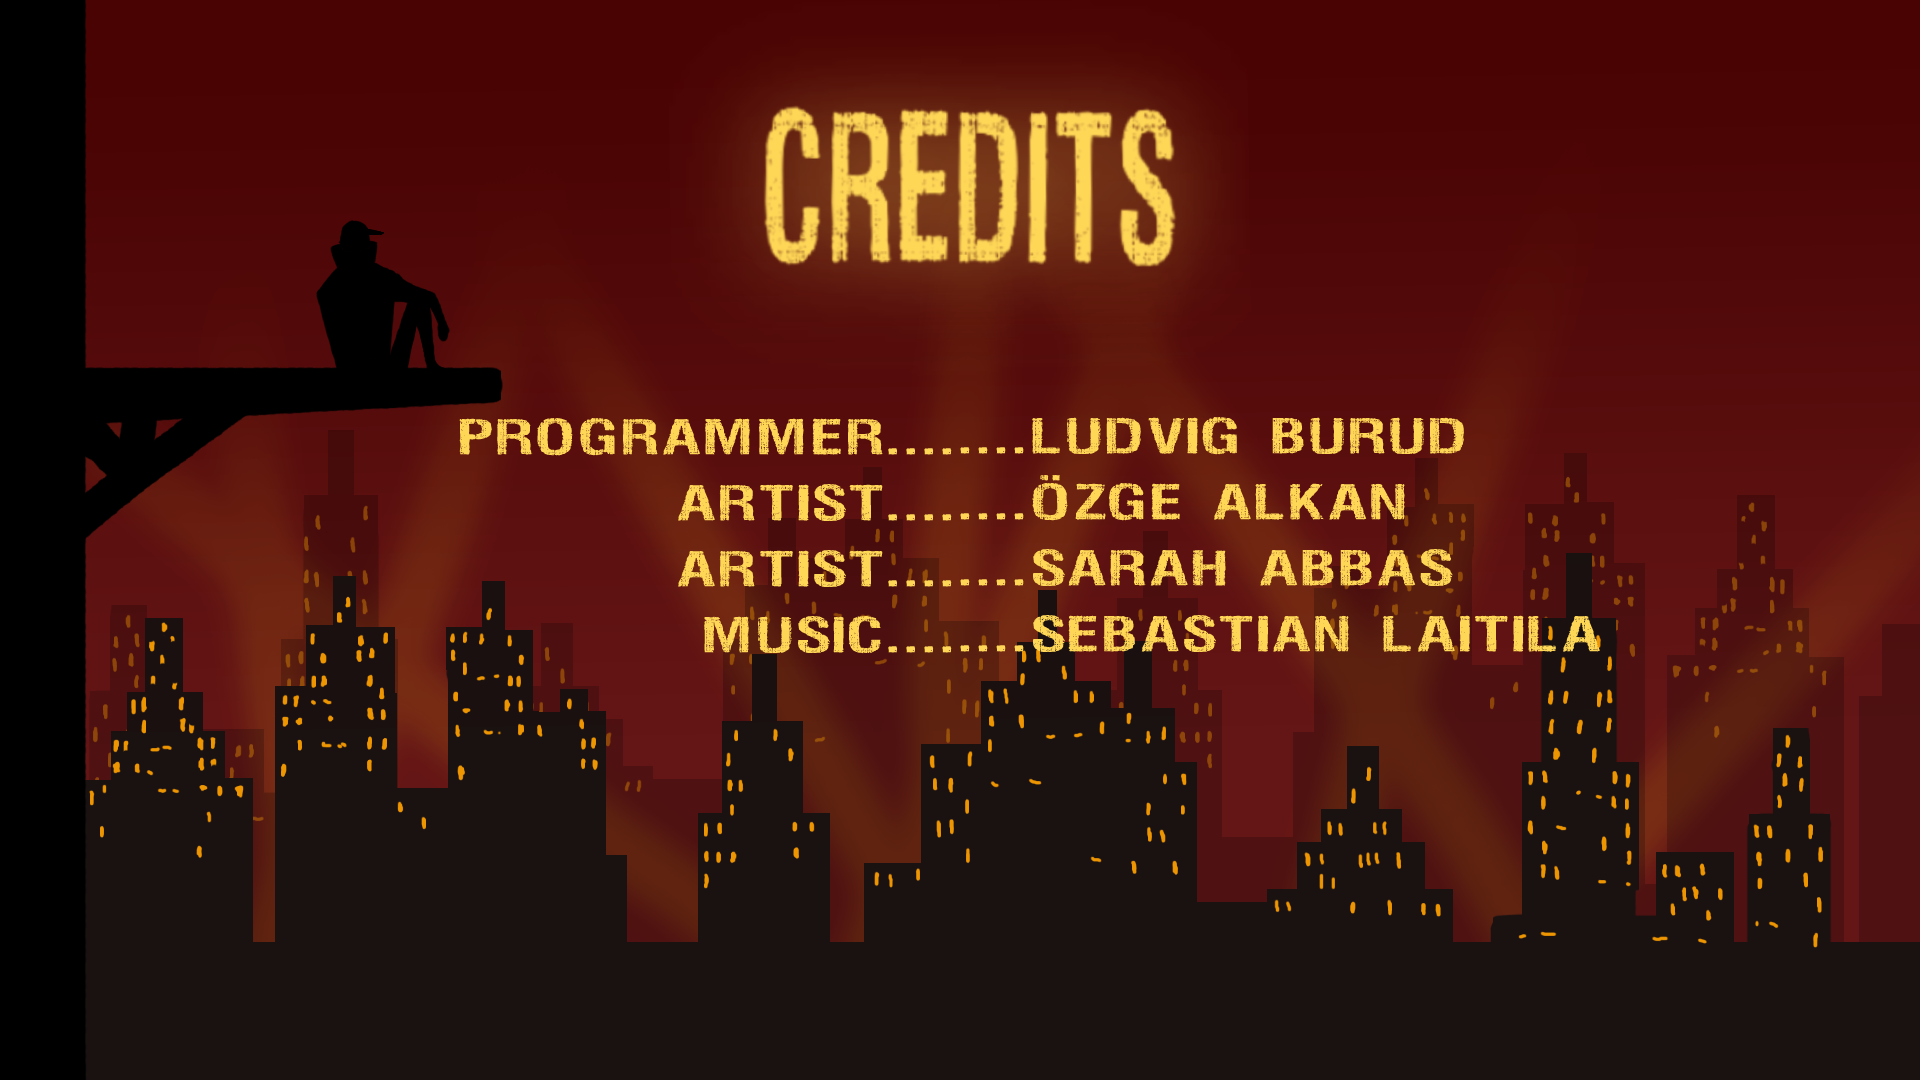 CREDITS
PROGRAMMER........LUDVIG BURUD
ARTIST........ÖZGE ALKAN
ARTIST........SARAH ABBAS
MUSIC........SEBASTIAN LAITILA